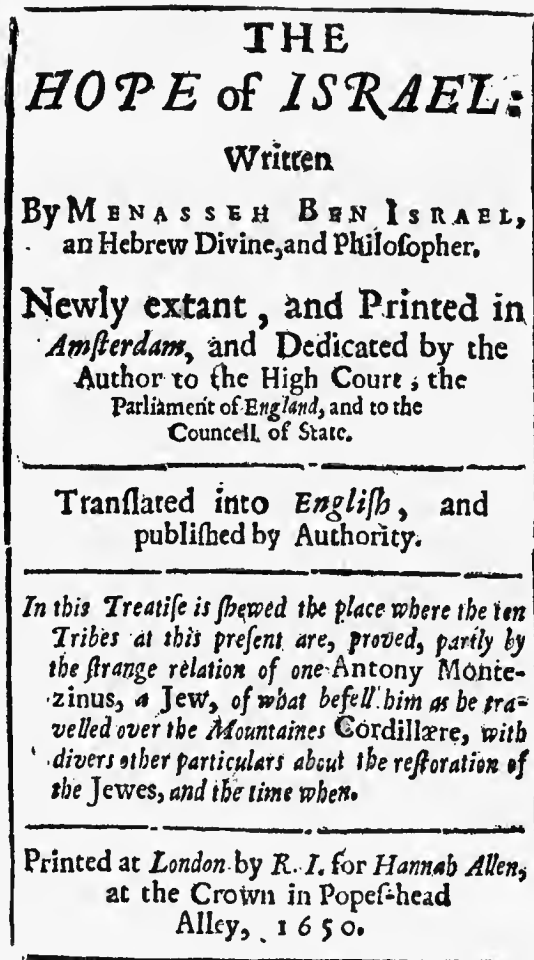 THE
HOPE of ISRAEL:
Written
By MENASSEH BEN ISRAEL,
an Hebrew Divine, and Philoſopher.
Newly extant, and Printed in
Amſterdam, and Dedicated by the
Author to the High Court, the
Parliament of England, and to the
Councell of State.
Tranſlated into Engliſh, and
publiſhed by Authority.
In this Treatiſe is ſhewed the place where the ten
Tribes at this preſent are, proved, partly by
the ſtrange relation of one Antony Monte-
zinus, a Jew, of what befell him as he tra-
velled over the Mountaines Cordillære, with
divers other particulars about the reſtoration of
the Jewes, and the time when.
Printed at London by R. I. for Hannah Allen,
at the Crown in Popeſ-head
Alley, 1650.